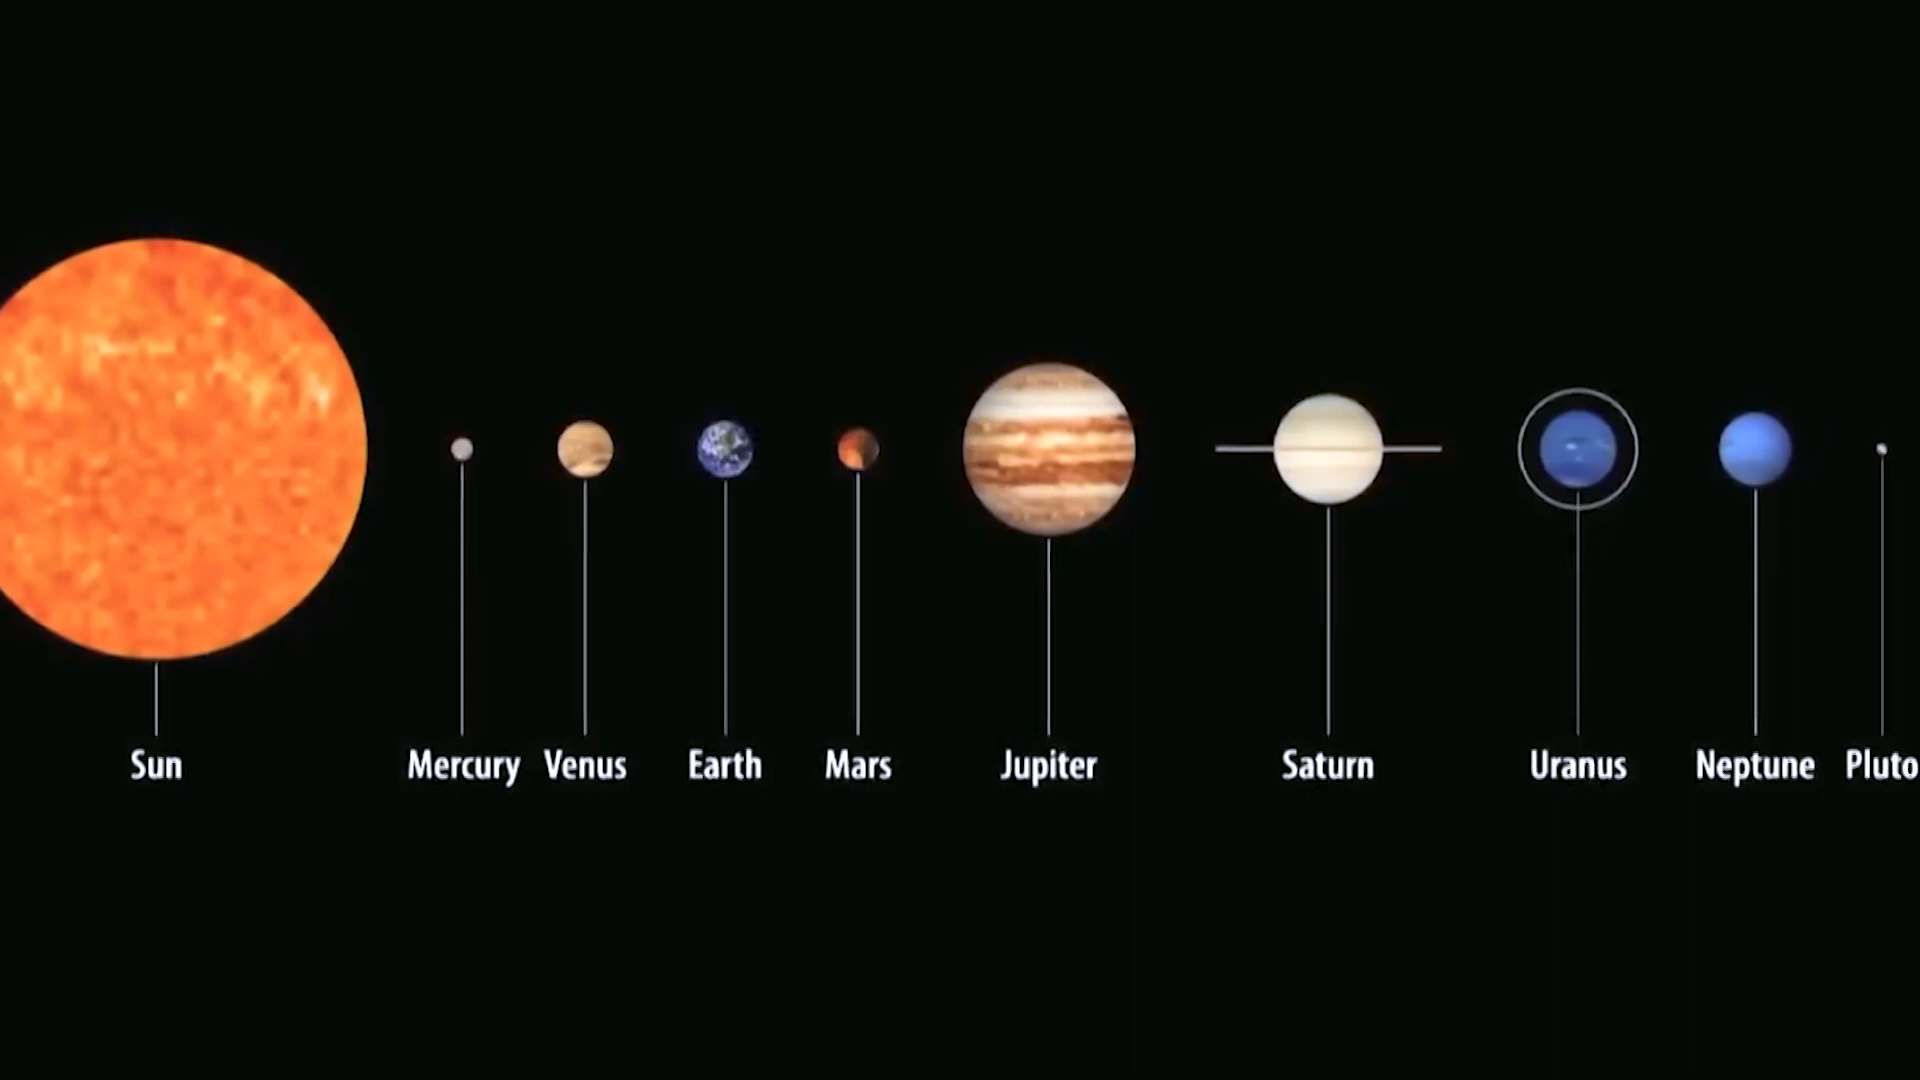 Sun
Mercury
Venus
Earth
Mars
Jupiter
Saturn
Uranus
Neptune
Pluto